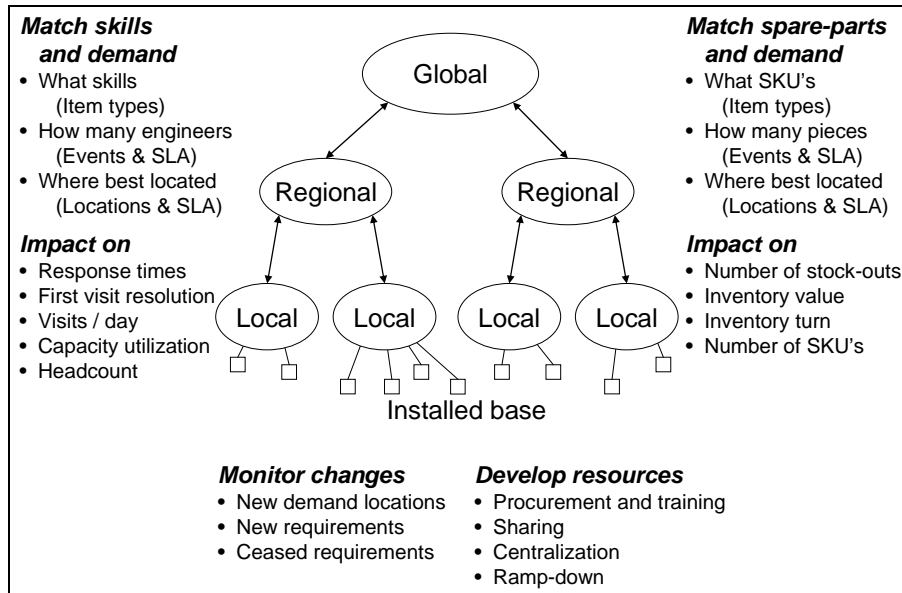 Match skills
and demand
• What skills
(Item types)
• How many engineers
(Events & SLA)
• Where best located
(Locations & SLA)
Impact on
• Response times
• First visit resolution
• Visits / day
• Capacity utilization
• Headcount
Global
Regional
Regional
Local
Local
Local
Local
Installed base
Match spare-parts
and demand
• What SKU's
(Item types)
• How many pieces
(Events & SLA)
• Where best located
(Locations & SLA)
Impact on
• Number of stock-outs
• Inventory value
• Inventory turn
• Number of SKU's
Monitor changes
• New demand locations
• New requirements
• Ceased requirements
Develop resources
• Procurement and training
• Sharing
• Centralization
• Ramp-down